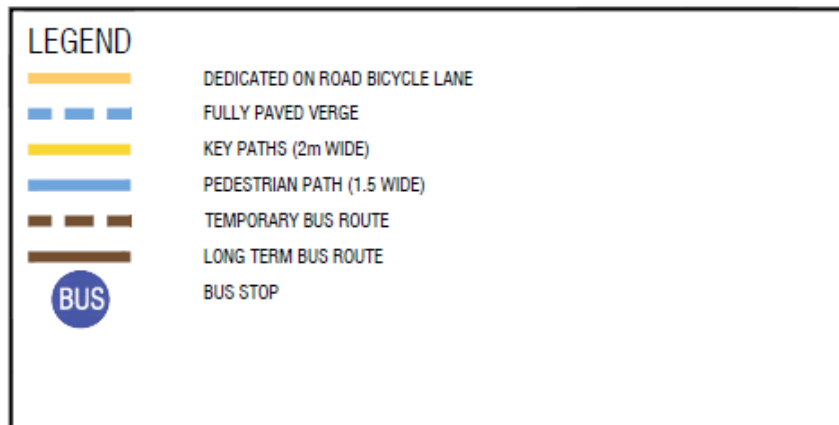 LEGEND
DEDICATED ON ROAD BICYCLE LANE
FULLY PAVED VERGE
KEY PATHS (2m WIDE)
PEDESTRIAN PATH (1.5 WIDE)
TEMPORARY BUS ROUTE
LONG TERM BUS ROUTE
BUS BUS STOP